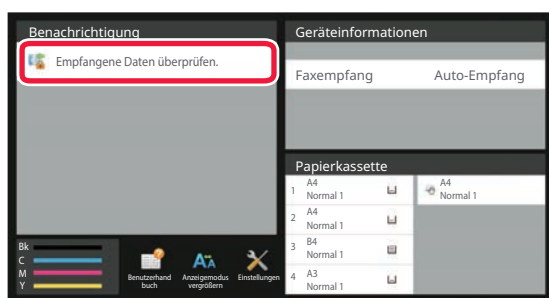 Benachrichtigung
Empfangene Daten überprüfen.
Geräteinformationen
Faxempfang Auto-Empfang
Papierkassette
1 A4
Normal 1
2 A4
Normal 1
3 B4
Normal 1
4 A3
Normal 1
A4
Normal 1
Bk
C
M
Y
Benutzerhand
buch
Anzeigemodus
vergrößern
Einstellungen